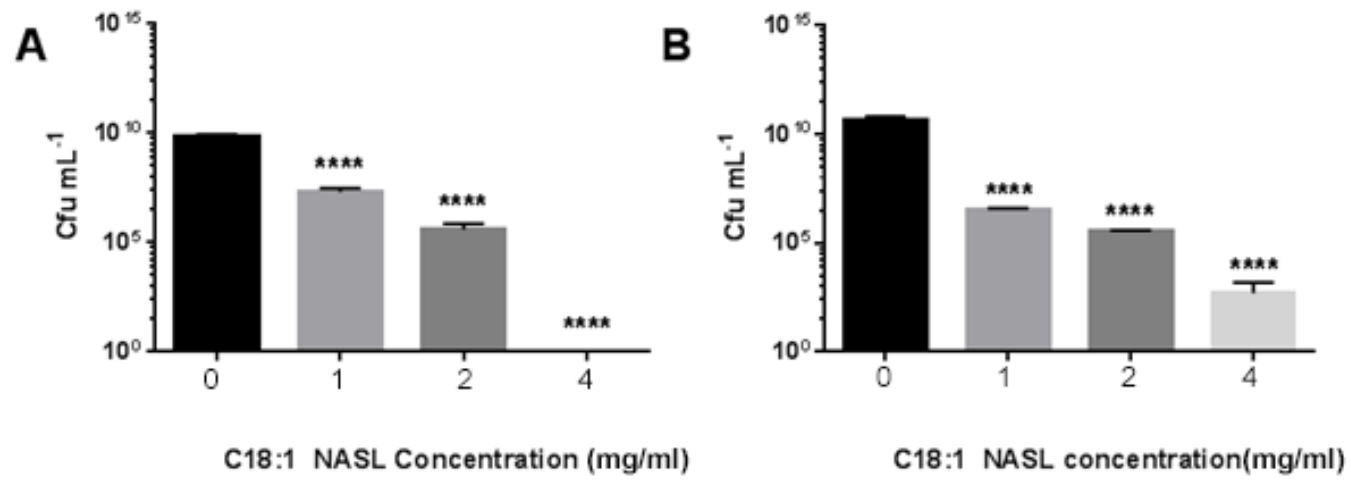 A
Cfu mL-1
10^15
10^10
10^5
10^0
****
****
****
0 1 2 4
C18:1 NASL Concentration (mg/ml)
B
Cfu mL-1
10^15
10^10
10^5
10^0
****
****
****
0 1 2 4
C18:1 NASL concentration(mg/ml)